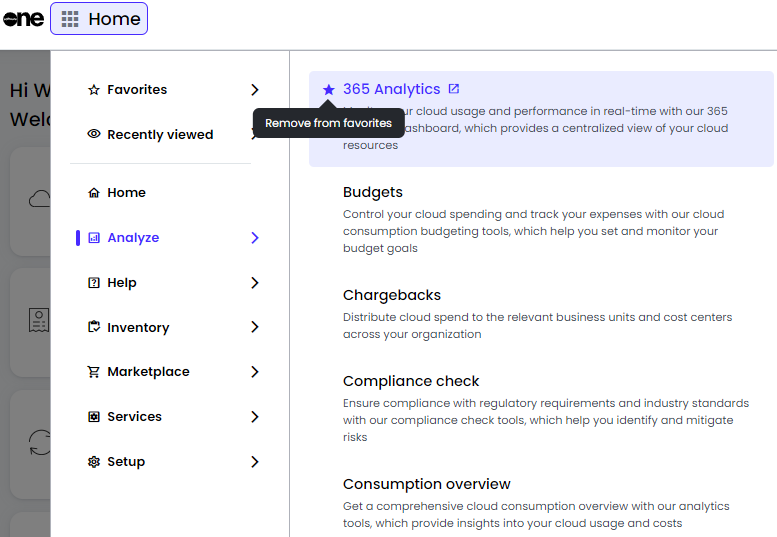 one
Home
Hi W
Welc
Favorites
Recently viewed
Home
Analyze
Help
Inventory
Marketplace
Services
Setup
365 Analytics
Remove from favorites
your cloud usage and performance in real-time with our 365
dashboard, which provides a centralized view of your cloud
resources
Budgets
Control your cloud spending and track your expenses with our cloud
consumption budgeting tools, which help you set and monitor your
budget goals
Chargebacks
Distribute cloud spend to the relevant business units and cost centers
across your organization
Compliance check
Ensure compliance with regulatory requirements and industry standards
with our compliance check tools, which help you identify and mitigate
risks
Consumption overview
Get a comprehensive cloud consumption overview with our analytics
tools, which provide insights into your cloud usage and costs